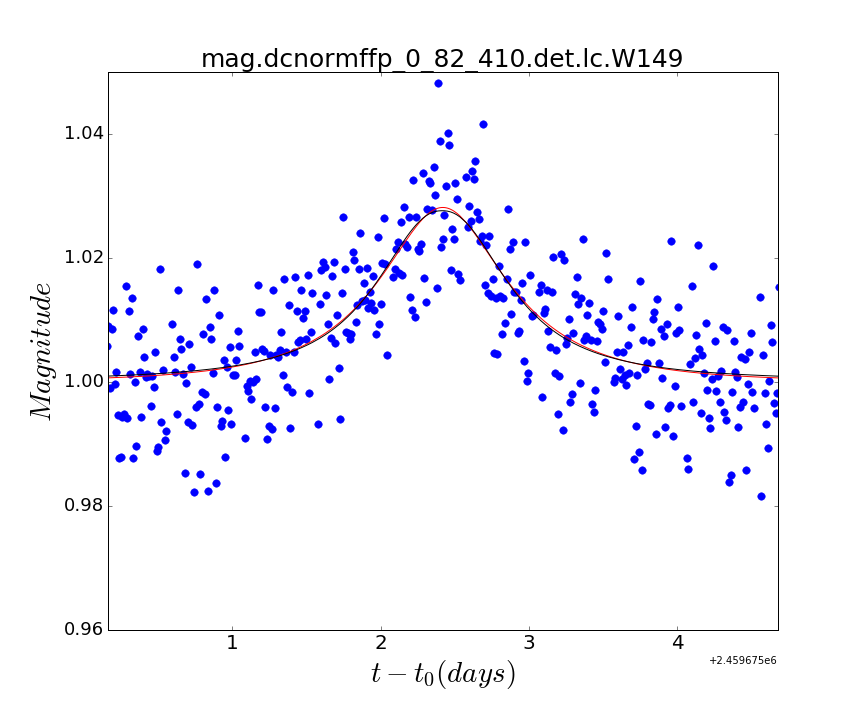 mag.dcnormffp_0_82_410.det.lc.W149
Magnitude
1.04
1.02
1.00
0.98
0.96
1 2 3 4
+2.459675e6
t − t₀(days)